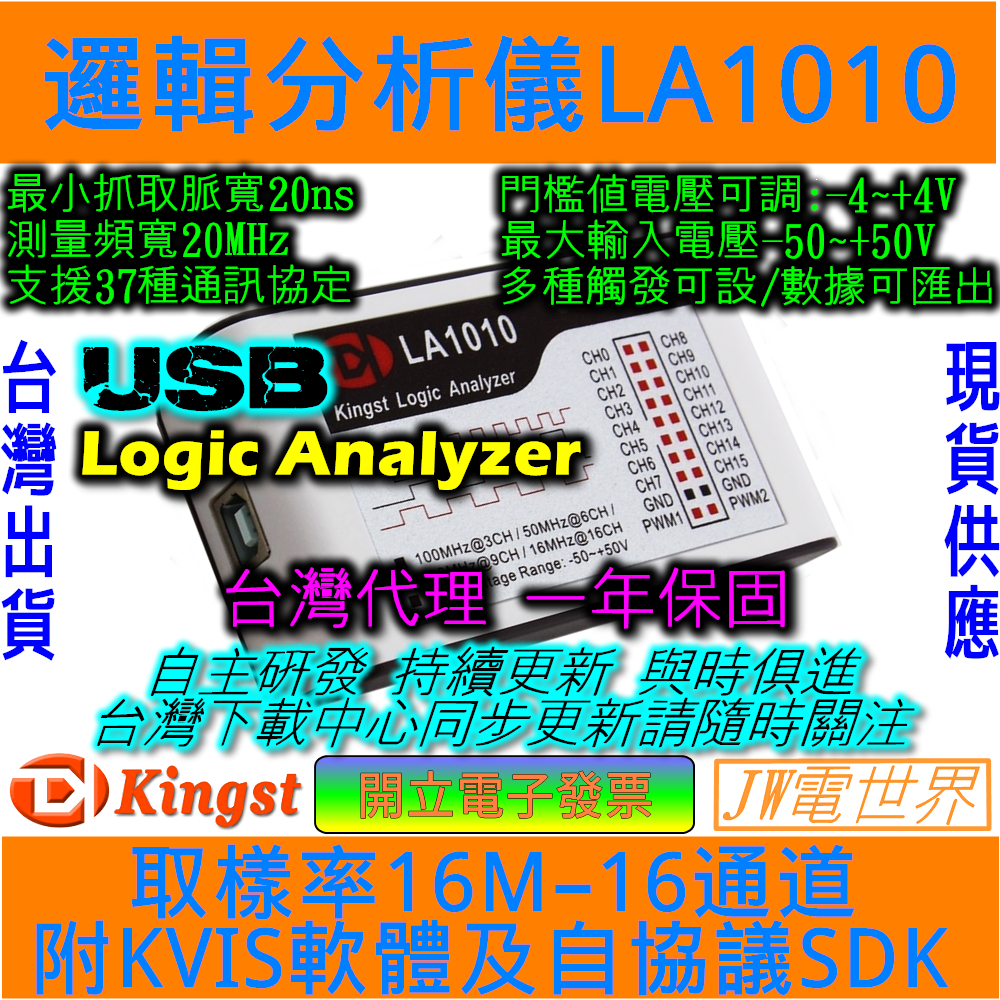 邏輯分析儀LA1010
最小抓取脈寬20ns
測量頻寬20MHz
支援37種通訊協定
門檻值電壓可調:-4~+4V
最大輸入電壓-50~+50V
多種觸發可設/數據可匯出
台灣出貨
USB
Logic Analyzer
LA1010
Kingst Logic Analyzer
CH0
CH1
CH2
CH3
CH4
CH5
CH6
CH7
GND
PWM1
CH8
CH9
CH10
CH11
CH12
CH13
CH14
CH15
GND
PWM2
100MHz@3CH / 50MHz@6CH /
MHz@9CH / 16MHz@16CH
Range: -50~+50V
現貨供應
台灣代理 一年保固
自主研發 持續更新 與時俱進
台灣下載中心同步更新請隨時關注
Kingst
開立電子發票
JW電世界
取樣率16M-16通道
附KVIS軟體及自協議SDK